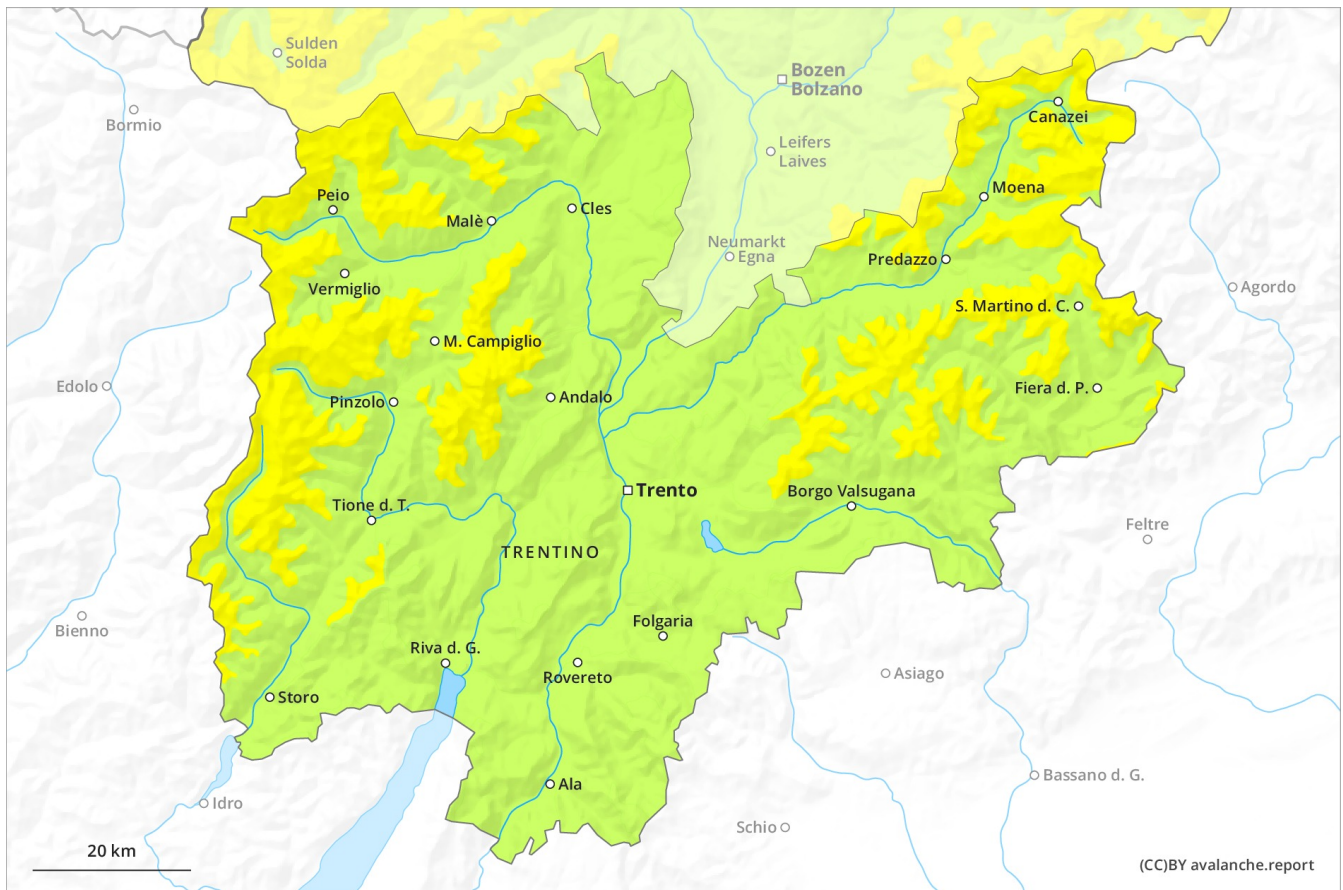 Sulden
Solda
Bozen
Bolzano
Bormio
Canazei
Leifers
Laives
Peio
Moena
Malè
Cles
Neumarkt
Egna
Predazzo
Vermiglio
Agordo
S. Martino d. C.
M. Campiglio
Edolo
Fiera d. P.
Pinzolo
Andalo
Trento
Borgo Valsugana
Tione d. T.
Feltre
TRENTINO
Bienno
Folgaria
Riva d. G.
Asiago
Rovereto
Storo
Bassano d. G.
Ala
Idro
Schio
20 km
(CC)BY avalanche.report